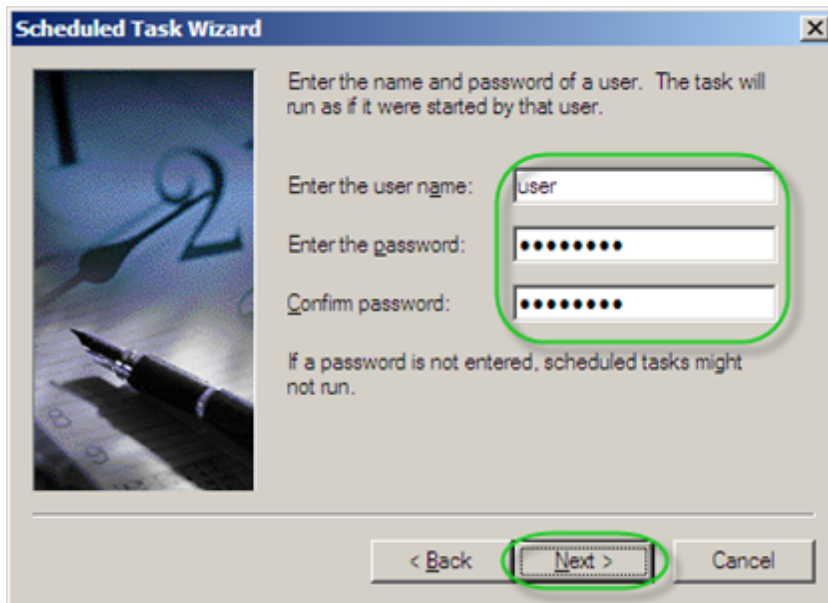 Scheduled Task Wizard
Enter the name and password of a user. The task will
run as if it were started by that user.
Enter the user name: user
Enter the password: ●●●●●●●●
Confirm password: ●●●●●●●●
If a password is not entered, scheduled tasks might
not run.
< Back Next > Cancel